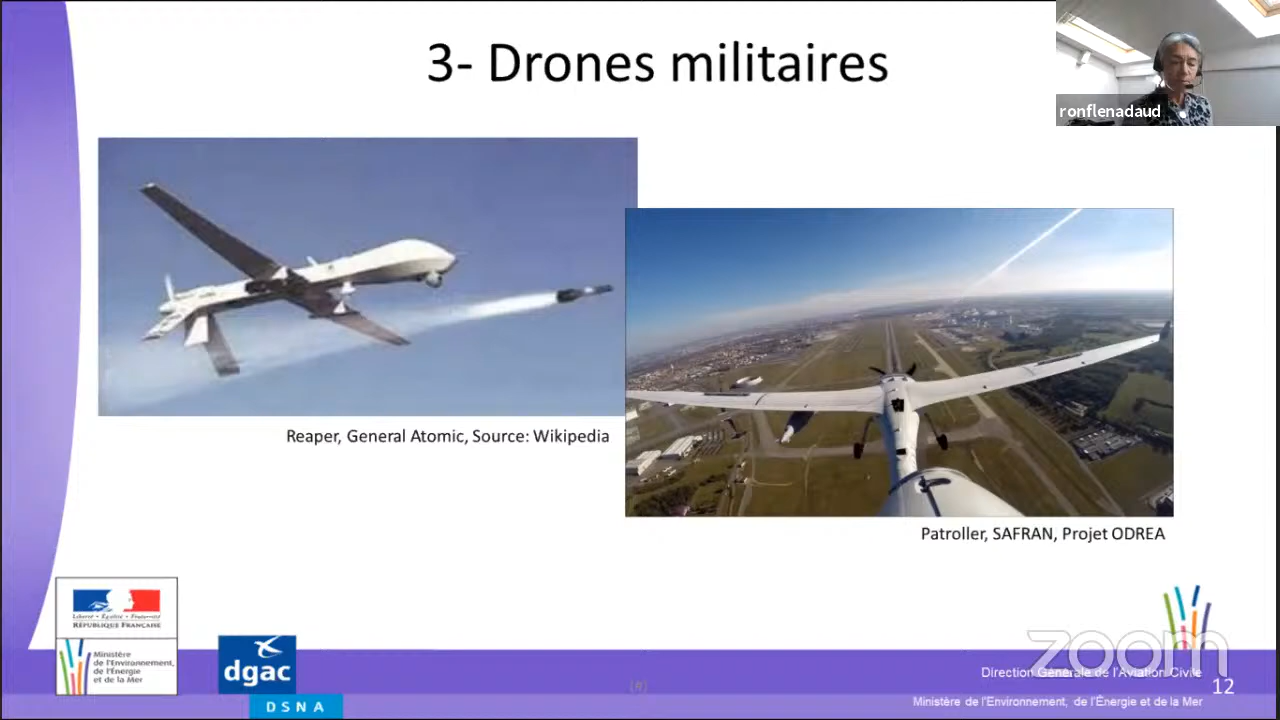 3- Drones militaires
ronflenadaud
Reaper, General Atomic, Source: Wikipedia
Patroller, SAFRAN, Projet ODREA
Liberté • Égalité • Fraternité
RÉPUBLIQUE FRANÇAISE
Ministère
de l'Environnement,
de l'Énergie
et de la Mer
dgac
DSNA
zoom
Direction Générale de l'Aviation Civile
12
Ministère de l'Environnement, de l'Énergie et de la Mer